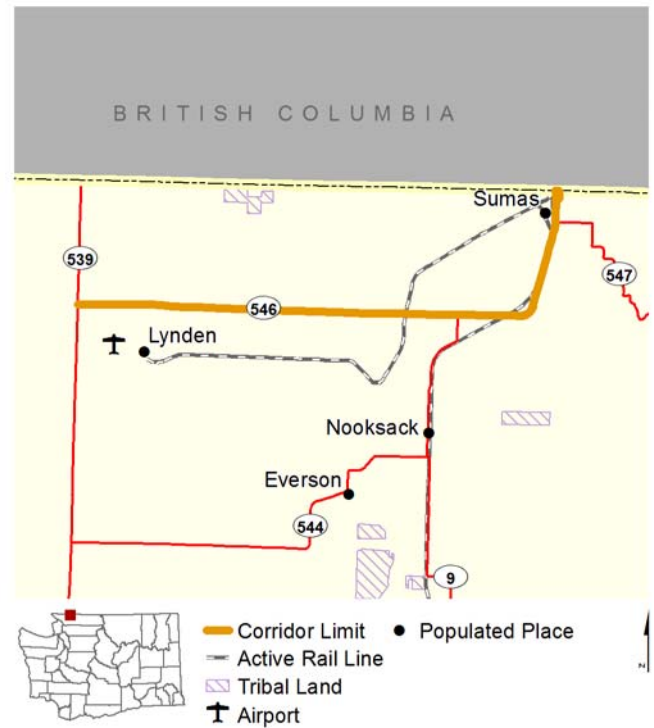 BRITISH COLUMBIA
Sumas
539
547
546
Lynden
Nooksack
Everson
544
9
Corridor Limit
Populated Place
Active Rail Line
Tribal Land
Airport
N